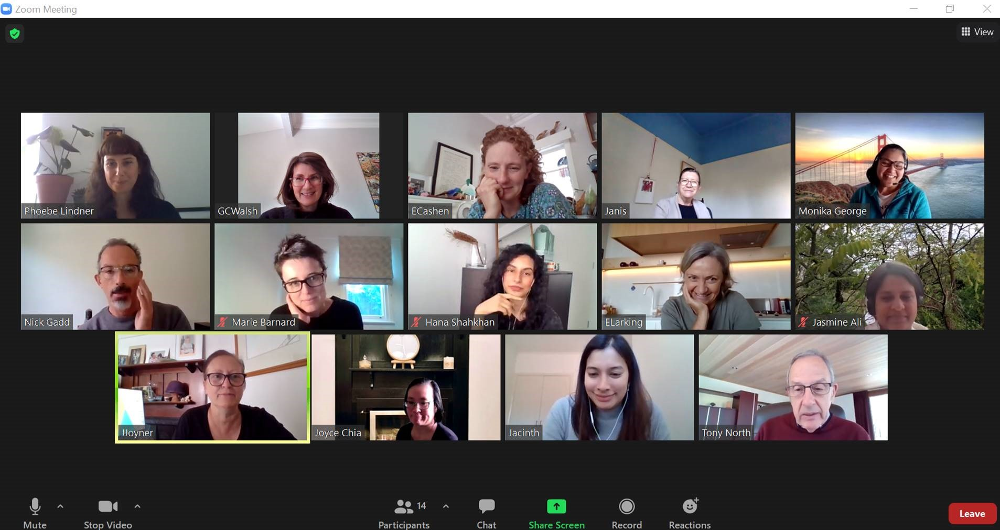 Zoom Meeting
View
Phoebe Lindner
GCWalsh
ECashen
Janis
Monika George
Nick Gadd
Marie Barnard
Hana Shahkhan
ELarking
Jasmine Ali
JJoyner
Joyce Chia
Jacinth
Tony North
14
Mute
Stop Video
Participants
Chat
Share Screen
Record
Reactions
Leave